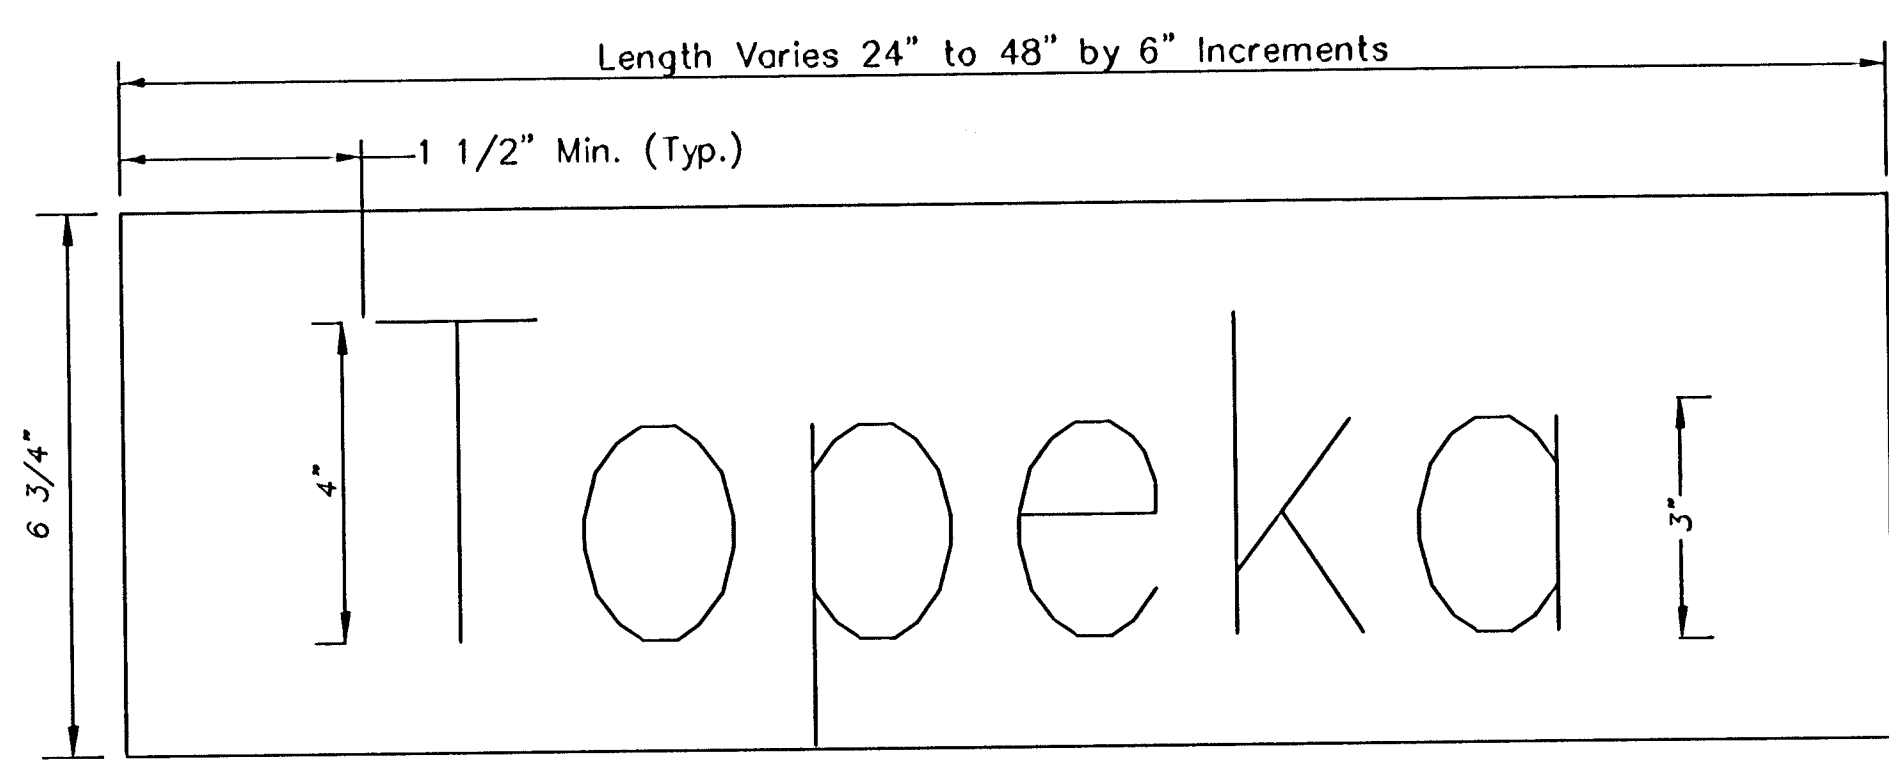 Length Varies 24" to 48" by 6" Increments
1 1/2" Min. (Typ.)
6 3/4"
4"
Topeka
3"